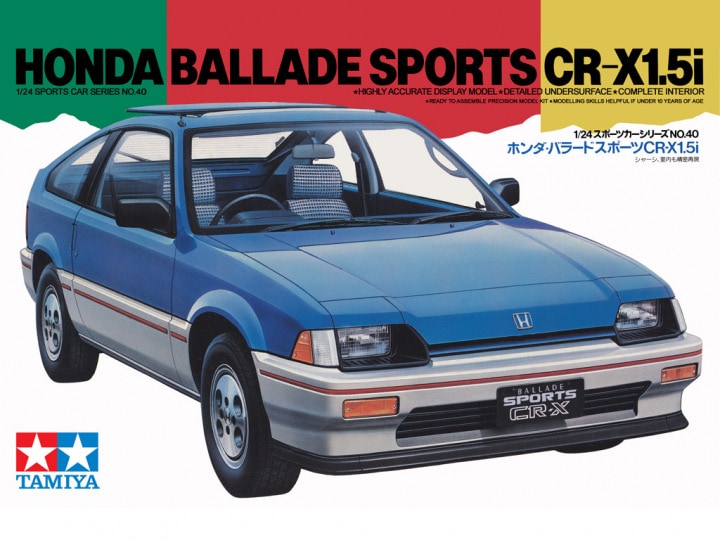 HONDA BALLADE SPORTS CR-X1.5i
1/24 SPORTS CAR SERIES NO.40
★HIGHLY ACCURATE DISPLAY MODEL★DETAILED UNDERSURFACE★COMPLETE INTERIOR
★READY TO ASSEMBLE PRECISION MODEL KIT ★MODELLING SKILLS HELPFUL IF UNDER 10 YEARS OF AGE
1/24 スポーツカーシリーズ NO.40
ホンダ・バラードスポーツCR-X1.5i
シャーシ、室内も精密再現
BALLADE
SPORTS
CR-X
TAMIYA